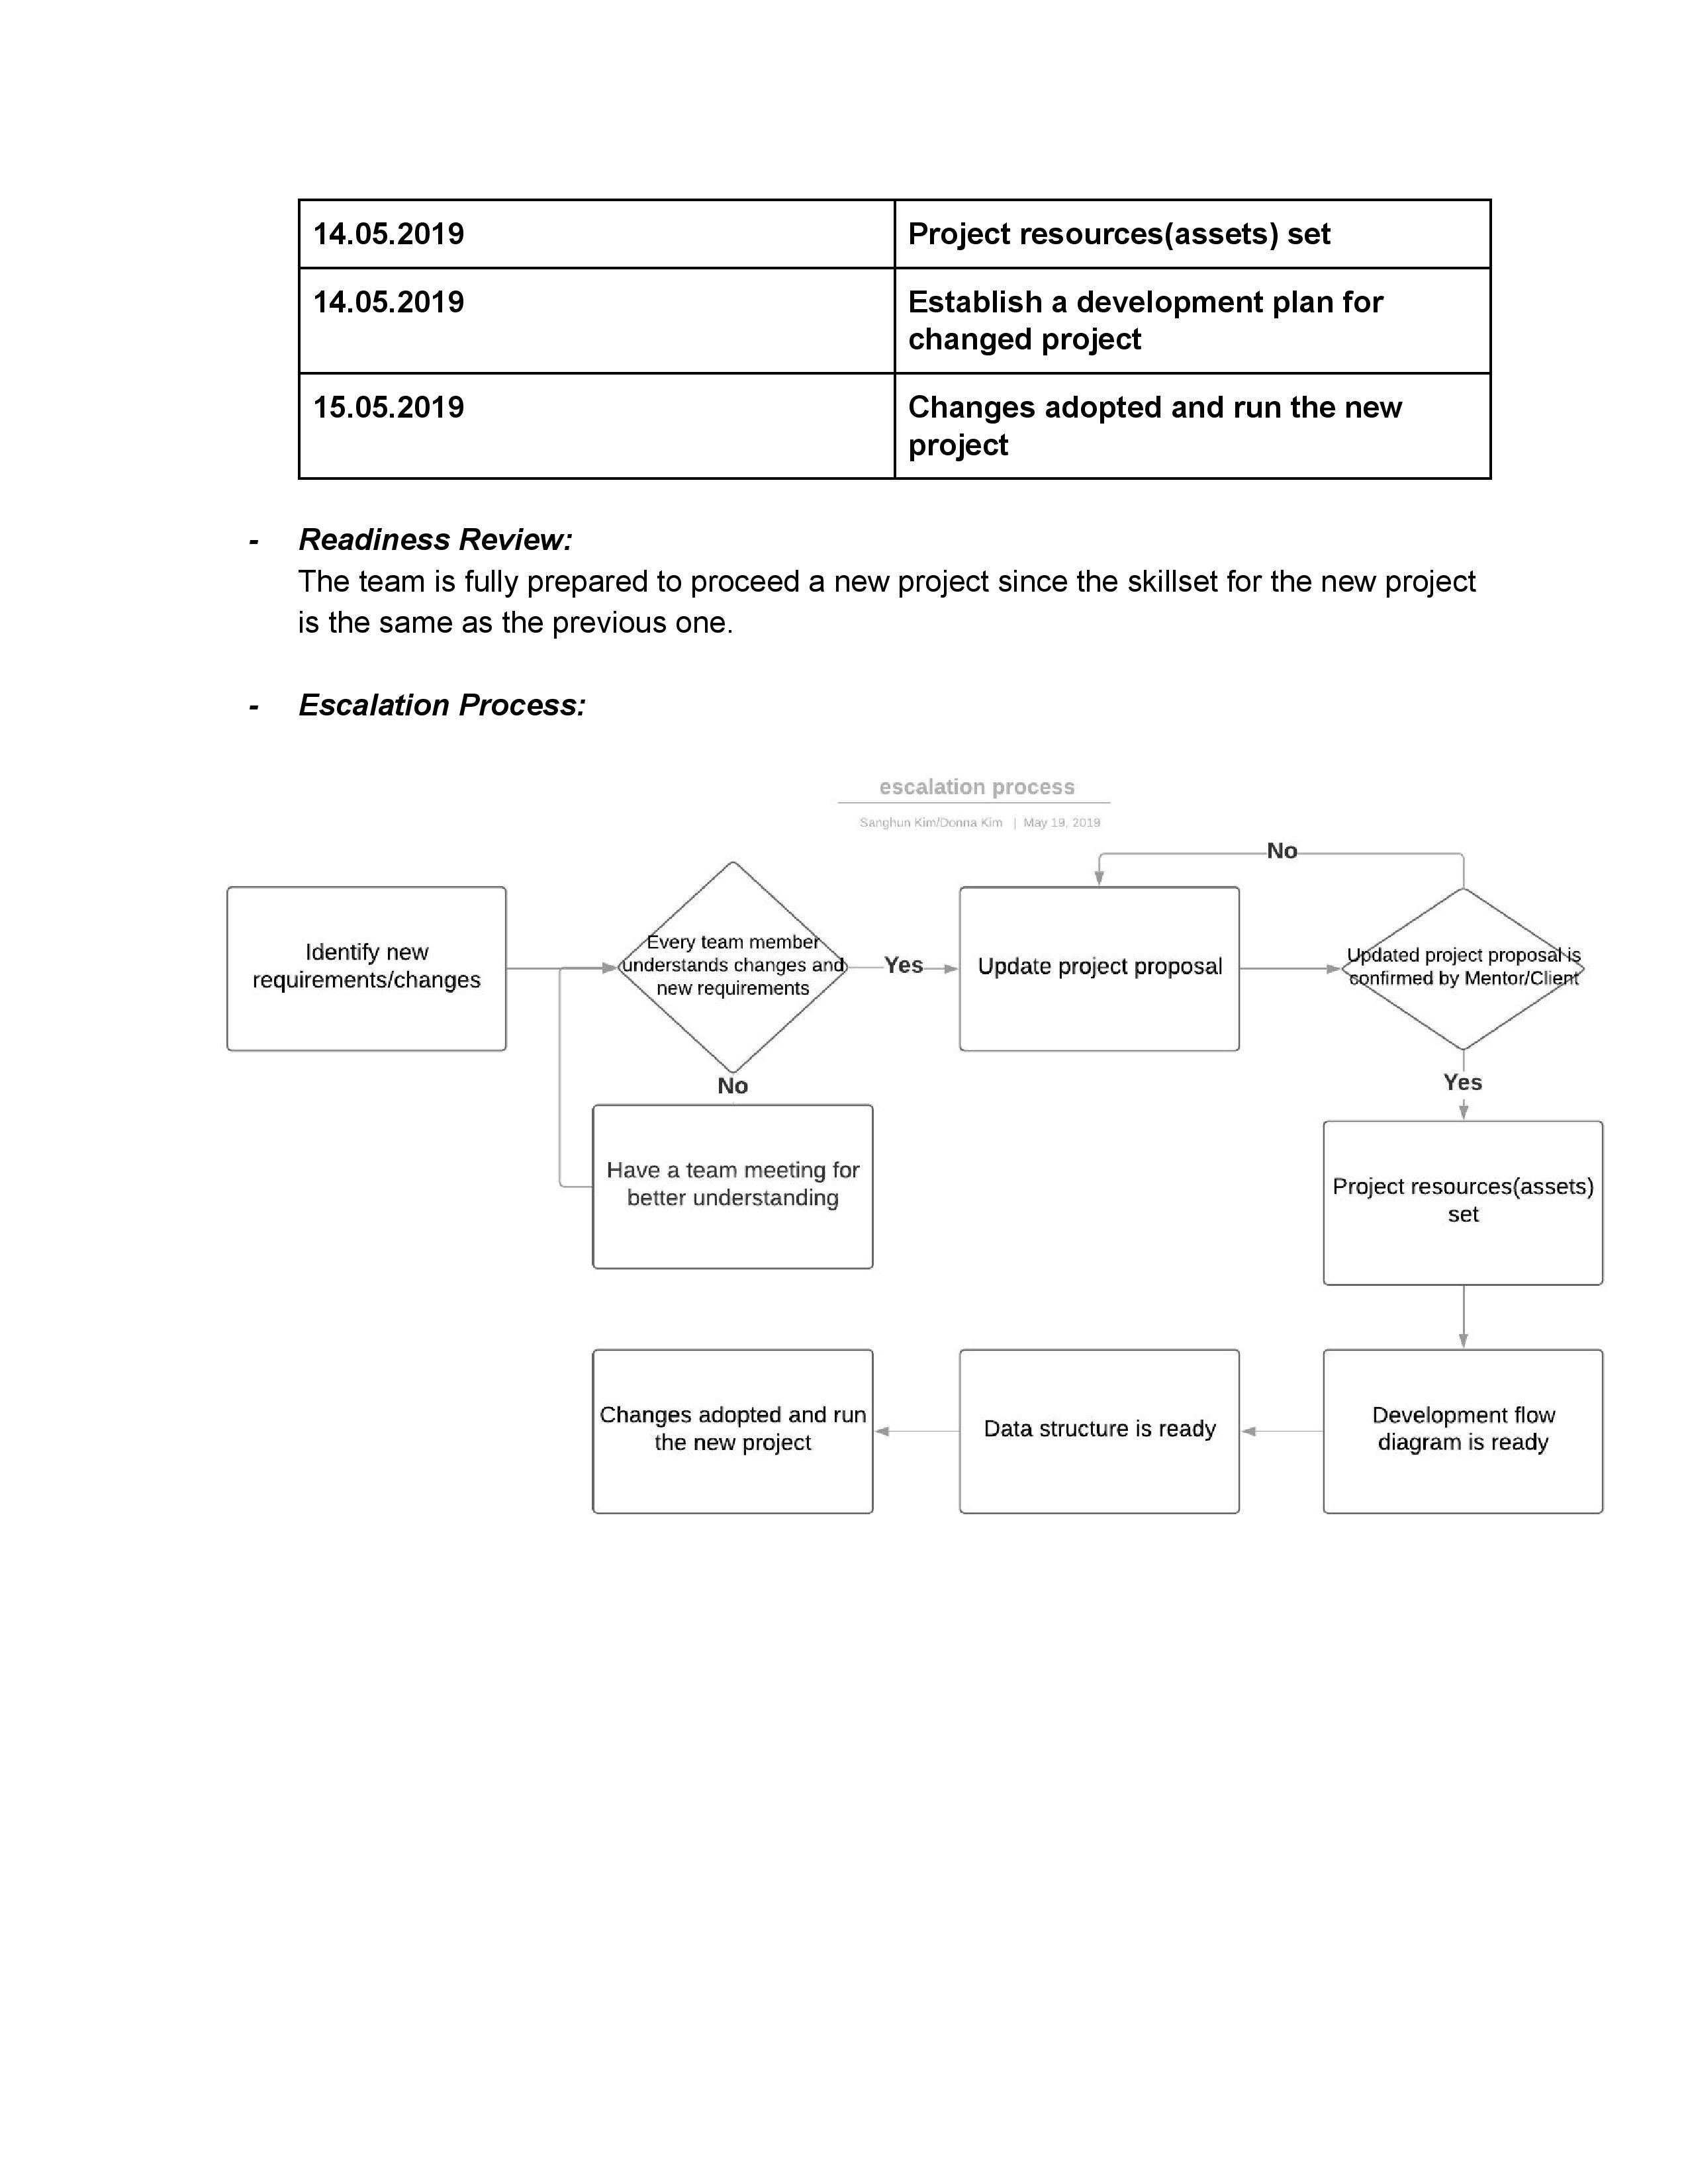 14.05.2019
Project resources(assets) set
14.05.2019
Establish a development plan for
changed project
15.05.2019
Changes adopted and run the new
project
- Readiness Review:
The team is fully prepared to proceed a new project since the skillset for the new project
is the same as the previous one.
- Escalation Process:
escalation process
Sanghun Kim/Donna Kim | May 19, 2019
No
Identify new
requirements/changes
Every team member
understands changes and
new requirements
Yes
Update project proposal
Updated project proposal is
confirmed by Mentor/Client
No
Yes
Have a team meeting for
better understanding
Project resources(assets)
set
Changes adopted and run
the new project
Data structure is ready
Development flow
diagram is ready